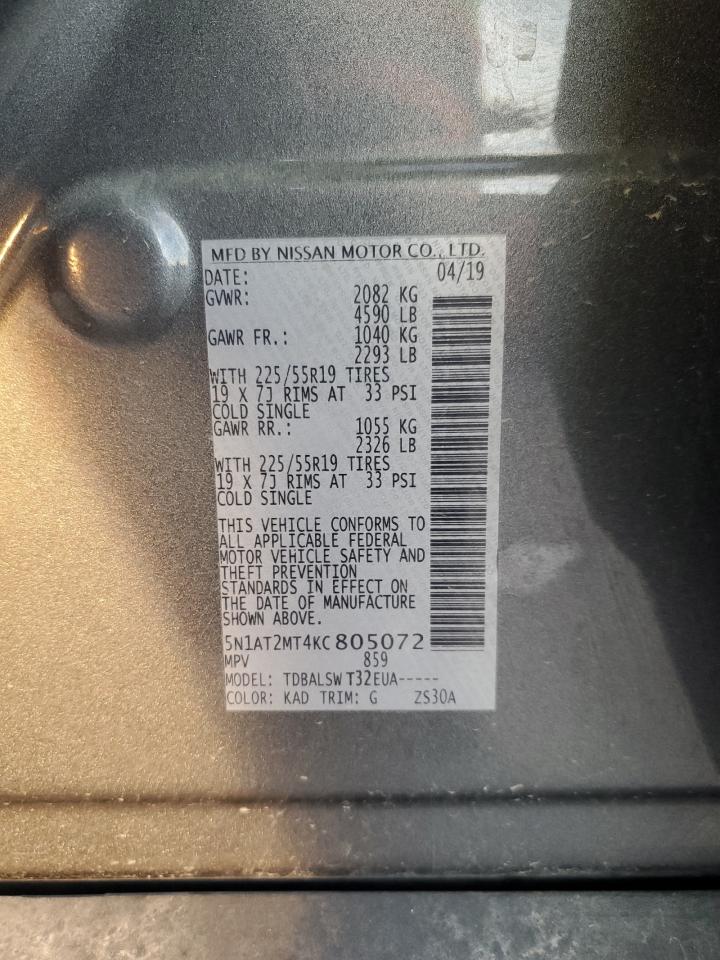 MFD BY NISSAN MOTOR CO., LTD.
DATE: 04/19
GVWR: 2082 KG
4590 LB
GAWR FR.: 1040 KG
2293 LB
WITH 225/55R19 TIRES
19 X 7J RIMS AT 33 PSI
COLD SINGLE
GAWR RR.: 1055 KG
2326 LB
WITH 225/55R19 TIRES
19 X 7J RIMS AT 33 PSI
COLD SINGLE
THIS VEHICLE CONFORMS TO
ALL APPLICABLE FEDERAL
MOTOR VEHICLE SAFETY AND
THEFT PREVENTION
STANDARDS IN EFFECT ON
THE DATE OF MANUFACTURE
SHOWN ABOVE.
5N1AT2MT4KC805072
MPV 859
MODEL: TDBALSW T32EUA-----
COLOR: KAD TRIM: G ZS30A